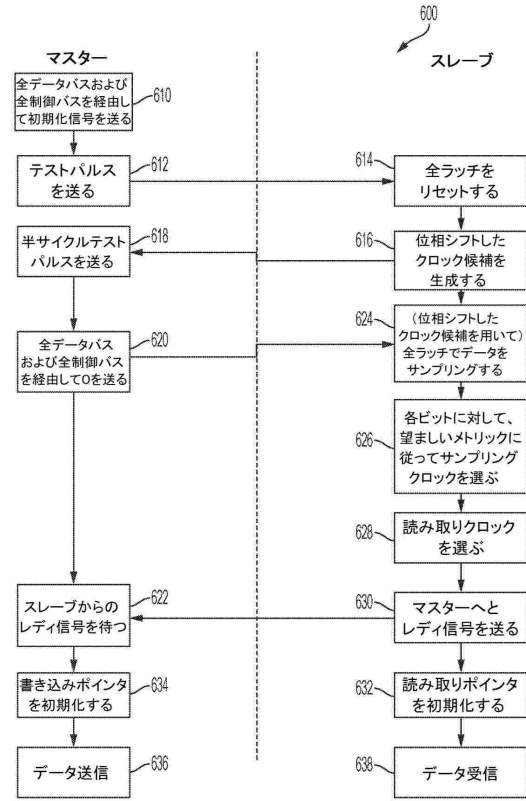 600
マスター
スレーブ
全データバスおよび
全制御バスを経由し
て初期化信号を送る
610
テストパルス
を送る
612
614
全ラッチを
リセットする
618
半サイクルテスト
パルスを送る
616
位相シフトした
クロック候補を
生成する
620
全データバス
および全制御バス
を経由して0を送る
624
(位相シフトした
クロック候補を用いて)
全ラッチでデータを
サンプリングする
626
各ビットに対して、
望ましいメトリックに
従ってサンプリング
クロックを選ぶ
628
読み取りクロック
を選ぶ
622
スレーブからの
レディ信号を待つ
630
マスターへと
レディ信号を送る
書き込みポインタ
を初期化する
634
632
読み取りポインタ
を初期化する
データ送信
636
638
データ受信